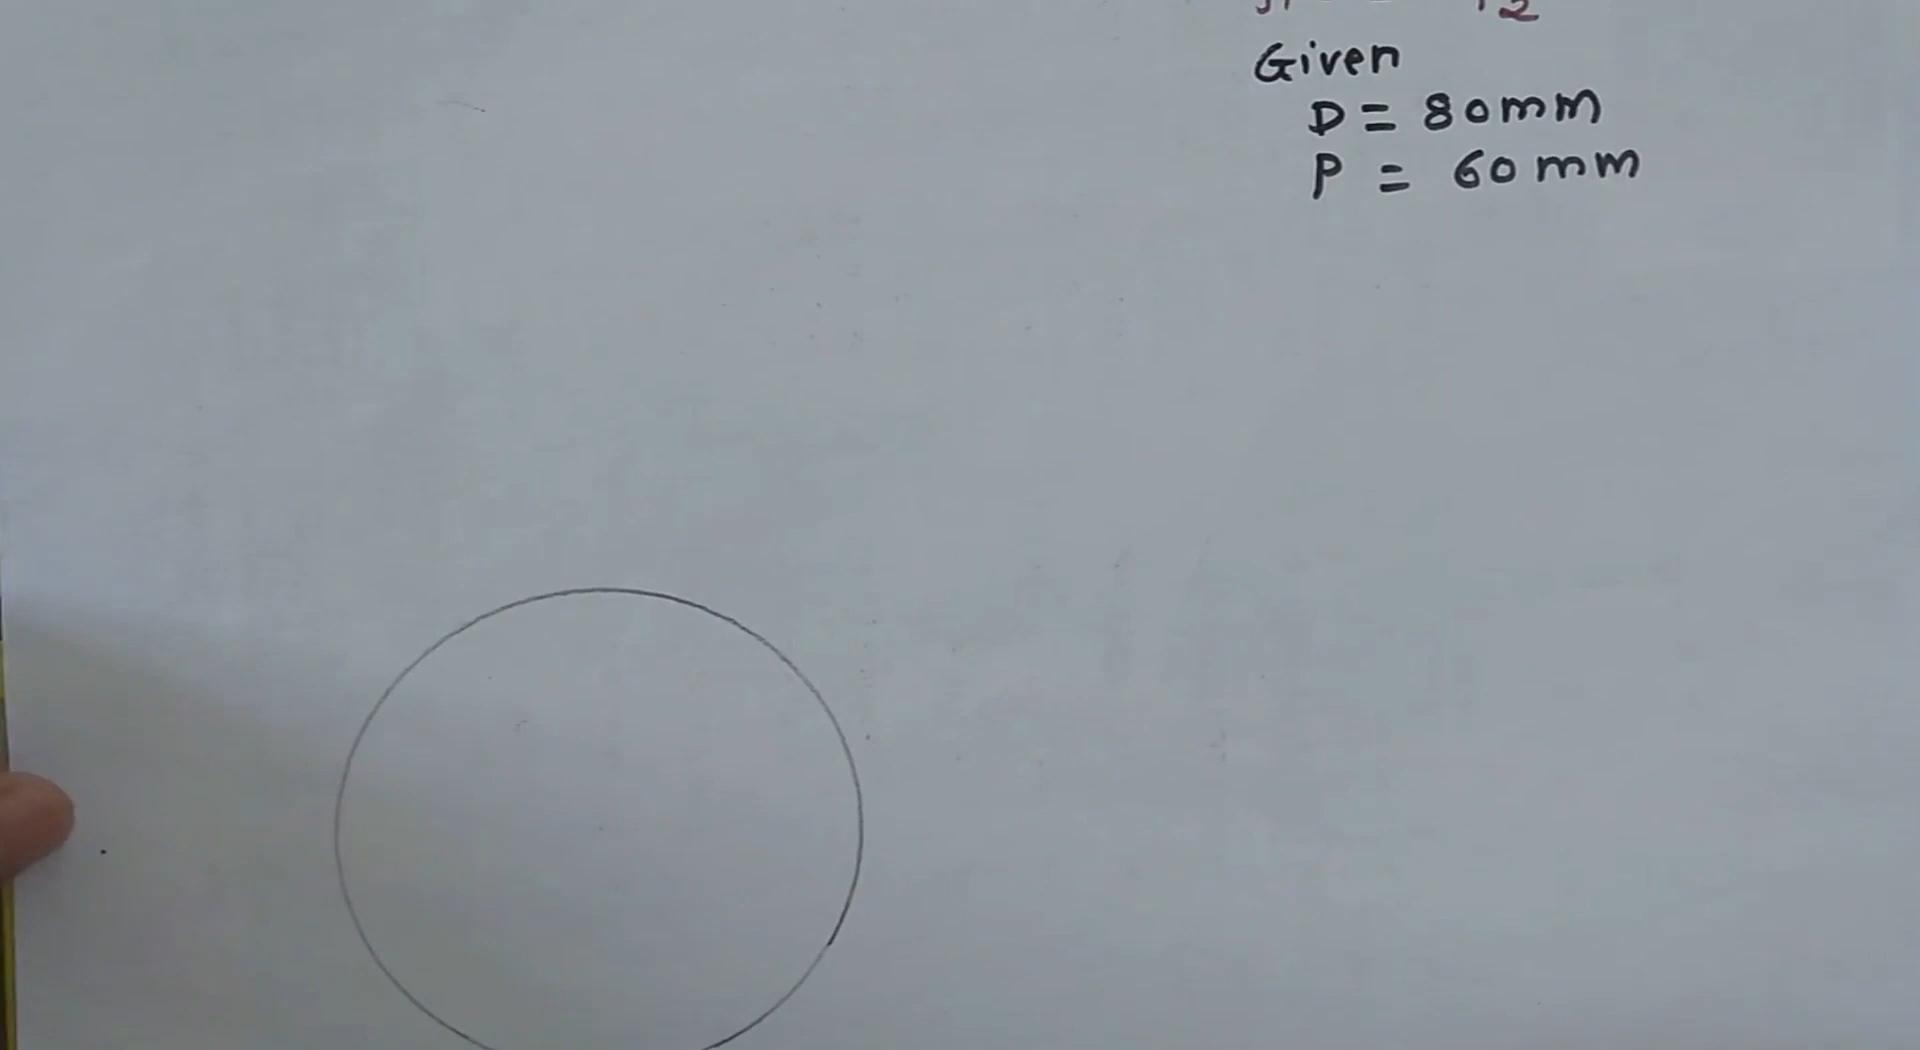 Given
D = 80mm
P = 60mm